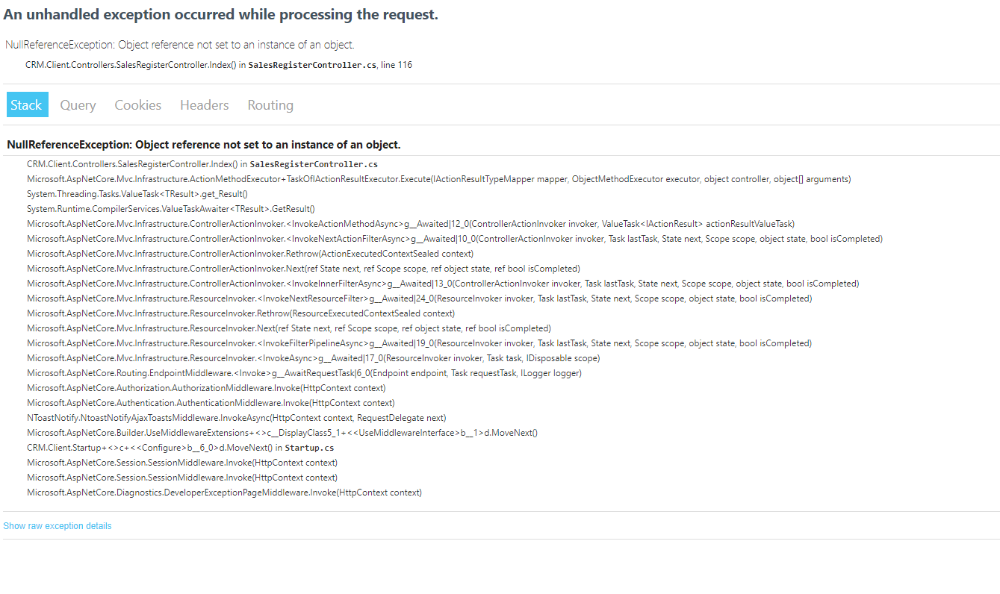 An unhandled exception occurred while processing the request.
NullReferenceException: Object reference not set to an instance of an object.
CRM.Client.Controllers.SalesRegisterController.Index() in SalesRegisterController.cs, line 116
Stack Query Cookies Headers Routing
NullReferenceException: Object reference not set to an instance of an object.
CRM.Client.Controllers.SalesRegisterController.Index() in SalesRegisterController.cs
Microsoft.AspNetCore.Mvc.Infrastructure.ActionMethodExecutor+TaskOfIActionResultExecutor.Execute(IActionResultTypeMapper mapper, ObjectMethodExecutor executor, object controller, object[] arguments)
System.Threading.Tasks.ValueTask<TResult>.get_Result()
System.Runtime.CompilerServices.ValueTaskAwaiter<TResult>.GetResult()
Microsoft.AspNetCore.Mvc.Infrastructure.ControllerActionInvoker.<InvokeActionMethodAsync>g__Awaited|12_0(ControllerActionInvoker invoker, ValueTask<IActionResult> actionResultValueTask)
Microsoft.AspNetCore.Mvc.Infrastructure.ControllerActionInvoker.<InvokeNextActionFilterAsync>g__Awaited|10_0(ControllerActionInvoker invoker, Task lastTask, State next, Scope scope, object state, bool isCompleted)
Microsoft.AspNetCore.Mvc.Infrastructure.ControllerActionInvoker.Rethrow(ActionExecutedContextSealed context)
Microsoft.AspNetCore.Mvc.Infrastructure.ControllerActionInvoker.Next(ref State next, ref Scope scope, ref object state, ref bool isCompleted)
Microsoft.AspNetCore.Mvc.Infrastructure.ControllerActionInvoker.<InvokeInnerFilterAsync>g__Awaited|13_0(ControllerActionInvoker invoker, Task lastTask, State next, Scope scope, object state, bool isCompleted)
Microsoft.AspNetCore.Mvc.Infrastructure.ResourceInvoker.<InvokeNextResourceFilter>g__Awaited|24_0(ResourceInvoker invoker, Task lastTask, State next, Scope scope, object state, bool isCompleted)
Microsoft.AspNetCore.Mvc.Infrastructure.ResourceInvoker.Rethrow(ResourceExecutedContextSealed context)
Microsoft.AspNetCore.Mvc.Infrastructure.ResourceInvoker.Next(ref State next, ref Scope scope, ref object state, ref bool isCompleted)
Microsoft.AspNetCore.Mvc.Infrastructure.ResourceInvoker.<InvokeFilterPipelineAsync>g__Awaited|19_0(ResourceInvoker invoker, Task lastTask, State next, Scope scope, object state, bool isCompleted)
Microsoft.AspNetCore.Mvc.Infrastructure.ResourceInvoker.<InvokeAsync>g__Awaited|17_0(ResourceInvoker invoker, Task task, IDisposable scope)
Microsoft.AspNetCore.Routing.EndpointMiddleware.<Invoke>g__AwaitRequestTask|6_0(Endpoint endpoint, Task requestTask, ILogger logger)
Microsoft.AspNetCore.Authorization.AuthorizationMiddleware.Invoke(HttpContext context)
Microsoft.AspNetCore.Authentication.AuthenticationMiddleware.Invoke(HttpContext context)
NToastNotify.NtoastNotifyAjaxToastsMiddleware.InvokeAsync(HttpContext context, RequestDelegate next)
Microsoft.AspNetCore.Builder.UseMiddlewareExtensions+<>c__DisplayClass5_1+<<UseMiddlewareInterface>b__1>d.MoveNext()
CRM.Client.Startup+<>c+<<Configure>b__6_0>d.MoveNext() in Startup.cs
Microsoft.AspNetCore.Session.SessionMiddleware.Invoke(HttpContext context)
Microsoft.AspNetCore.Session.SessionMiddleware.Invoke(HttpContext context)
Microsoft.AspNetCore.Diagnostics.DeveloperExceptionPageMiddleware.Invoke(HttpContext context)
Show raw exception details